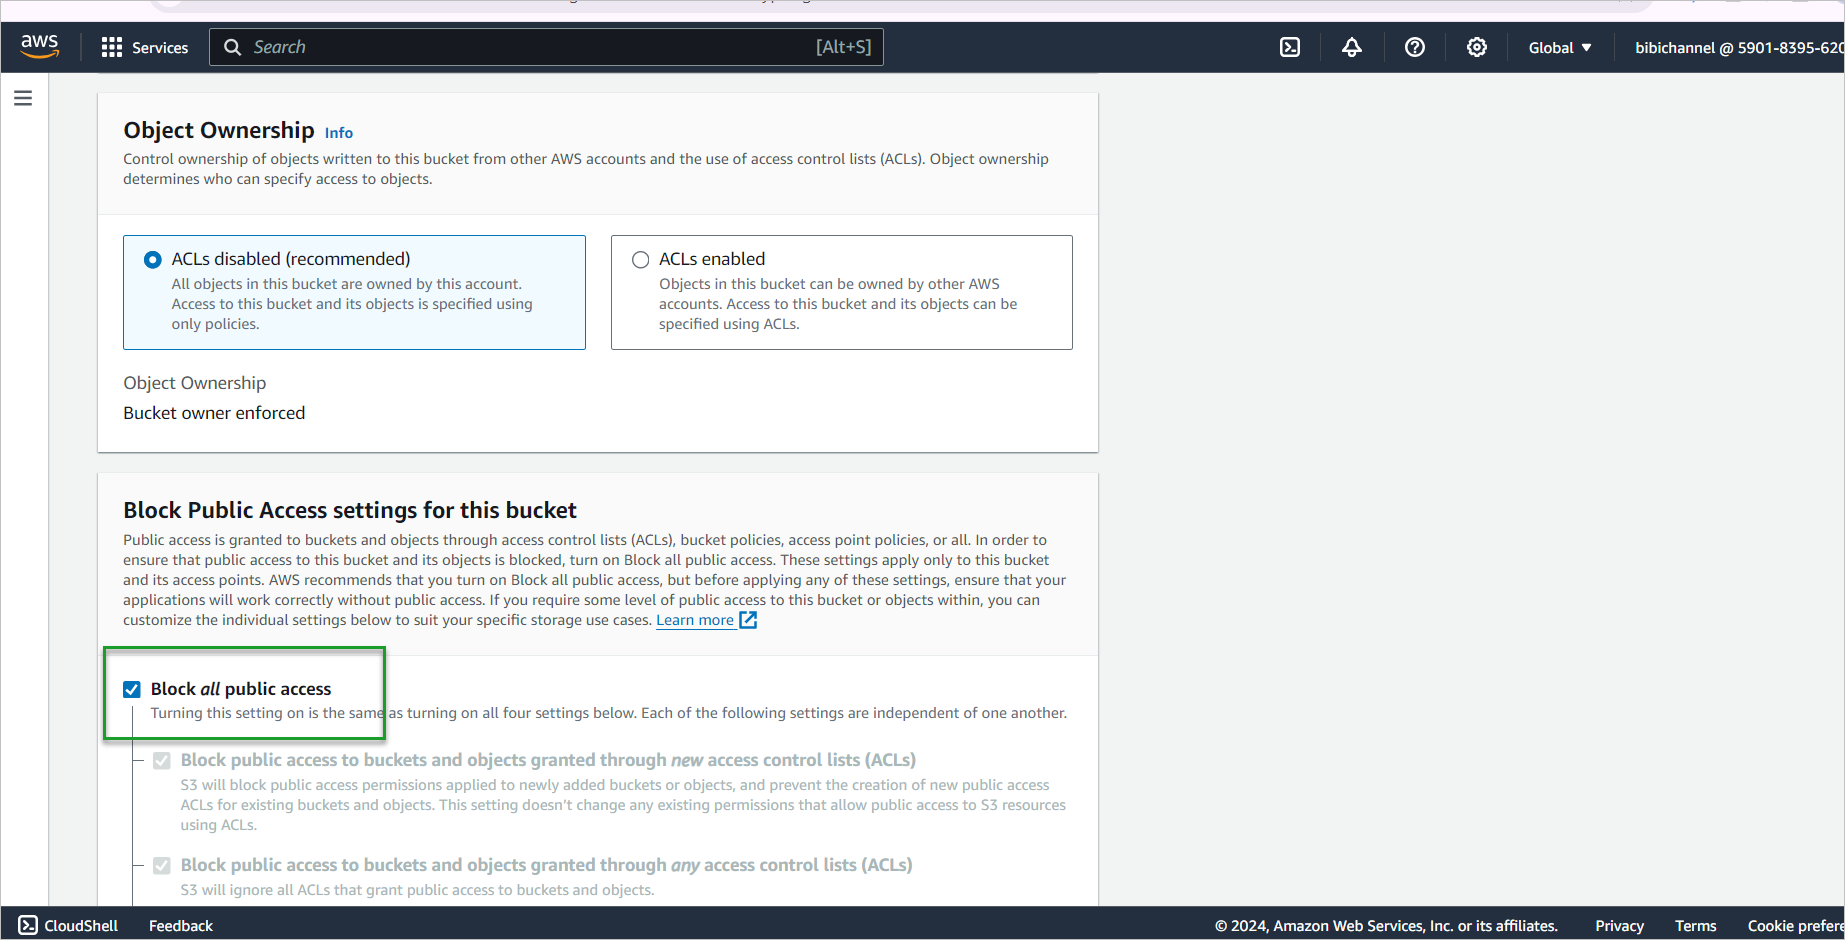 aws
Services
Search
[Alt+S]
Global
bibichannel @ 5901-8395-620
Object Ownership Info
Control ownership of objects written to this bucket from other AWS accounts and the use of access control lists (ACLs). Object ownership
determines who can specify access to objects.
ACLs disabled (recommended)
All objects in this bucket are owned by this account.
Access to this bucket and its objects is specified using
only policies.
ACLs enabled
Objects in this bucket can be owned by other AWS
accounts. Access to this bucket and its objects can be
specified using ACLs.
Object Ownership
Bucket owner enforced
Block Public Access settings for this bucket
Public access is granted to buckets and objects through access control lists (ACLs), bucket policies, access point policies, or all. In order to
ensure that public access to this bucket and its objects is blocked, turn on Block all public access. These settings apply only to this bucket
and its access points. AWS recommends that you turn on Block all public access, but before applying any of these settings, ensure that your
applications will work correctly without public access. If you require some level of public access to this bucket or objects within, you can
customize the individual settings below to suit your specific storage use cases. Learn more
Block all public access
Turning this setting on is the same as turning on all four settings below. Each of the following settings are independent of one another.
Block public access to buckets and objects granted through new access control lists (ACLs)
S3 will block public access permissions applied to newly added buckets or objects, and prevent the creation of new public access
ACLs for existing buckets and objects. This setting doesn't change any existing permissions that allow public access to S3 resources
using ACLs.
Block public access to buckets and objects granted through any access control lists (ACLs)
S3 will ignore all ACLs that grant public access to buckets and objects.
CloudShell
Feedback
© 2024, Amazon Web Services, Inc. or its affiliates.
Privacy
Terms
Cookie prefere